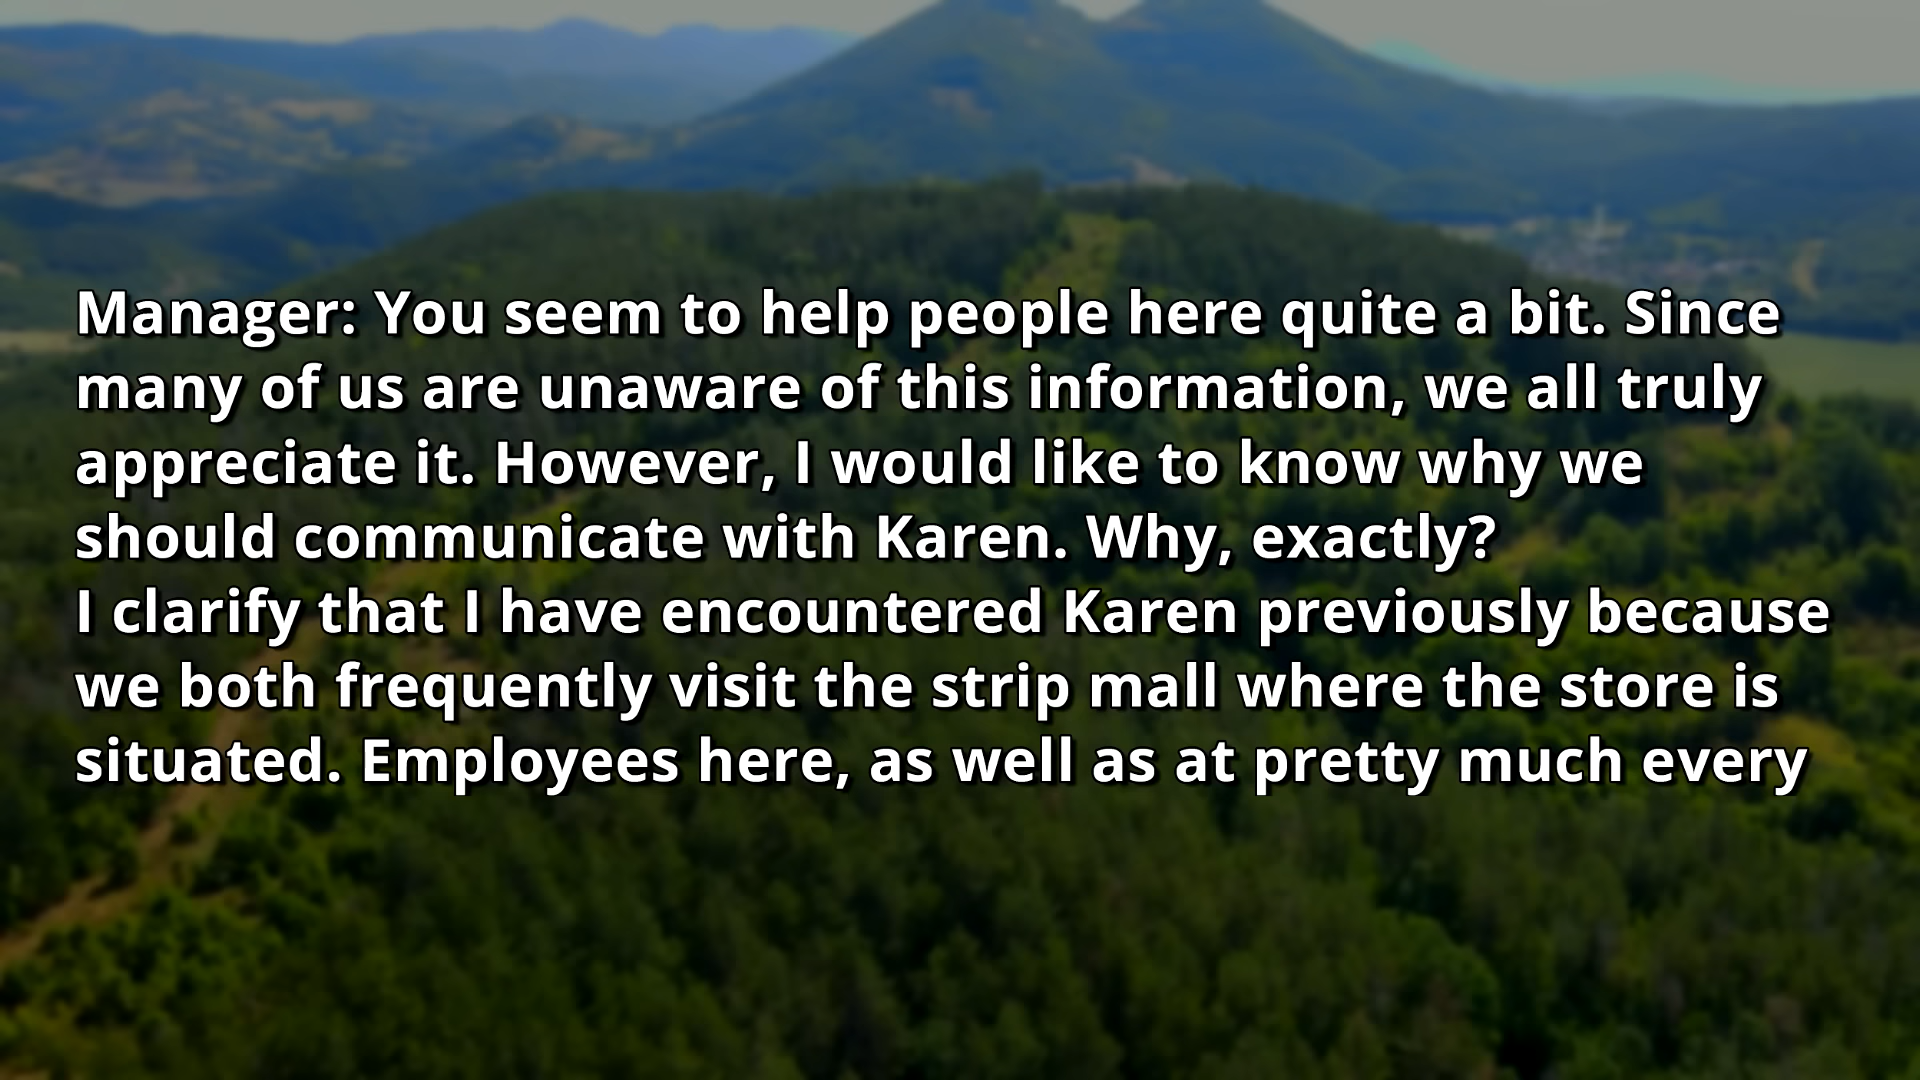 Manager: You seem to help people here quite a bit. Since
many of us are unaware of this information, we all truly
appreciate it. However, I would like to know why we
should communicate with Karen. Why, exactly?
I clarify that I have encountered Karen previously because
we both frequently visit the strip mall where the store is
situated. Employees here, as well as at pretty much every